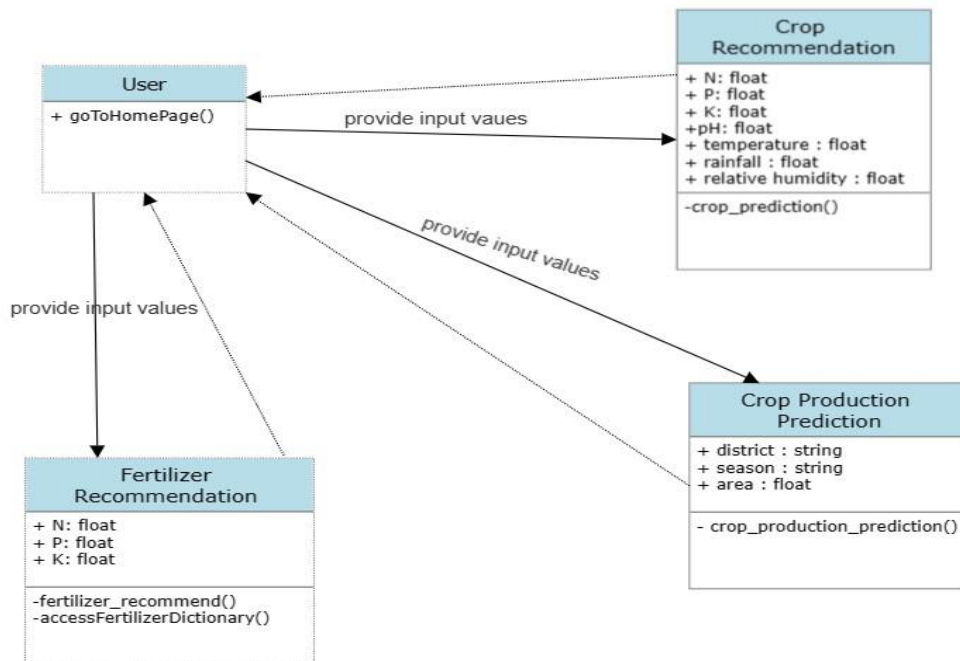 User
+ goToHomePage()
Crop
Recommendation
+ N: float
+ P: float
+ K: float
+pH: float
+ temperature : float
+ rainfall : float
+ relative humidity : float
-crop_prediction()
provide input vaues
provide input values
provide input values
Crop Production
Prediction
+ district : string
+ season : string
+ area : float
- crop_production_prediction()
Fertilizer
Recommendation
+ N: float
+ P: float
+ K: float
-fertilizer_recommend()
-accessFertilizerDictionary()